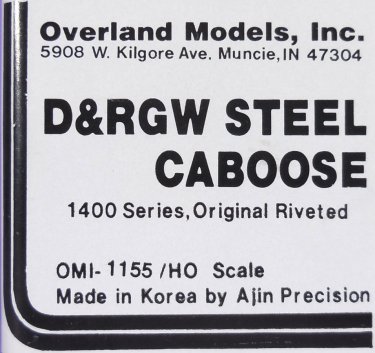 Overland Models, Inc.
5908 W. Kilgore Ave. Muncie, IN 47304
D&RGW STEEL
CABOOSE
1400 Series, Original Riveted
OMI-1155 /HO Scale
Made in Korea by Ajin Precision